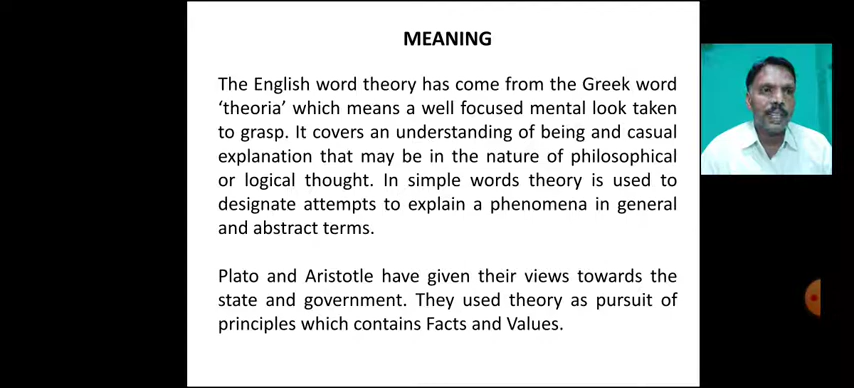 MEANING
The English word theory has come from the Greek word
‘theoria’ which means a well focused mental look taken
to grasp. It covers an understanding of being and casual
explanation that may be in the nature of philosophical
or logical thought. In simple words theory is used to
designate attempts to explain a phenomena in general
and abstract terms.
Plato and Aristotle have given their views towards the
state and government. They used theory as pursuit of
principles which contains Facts and Values.